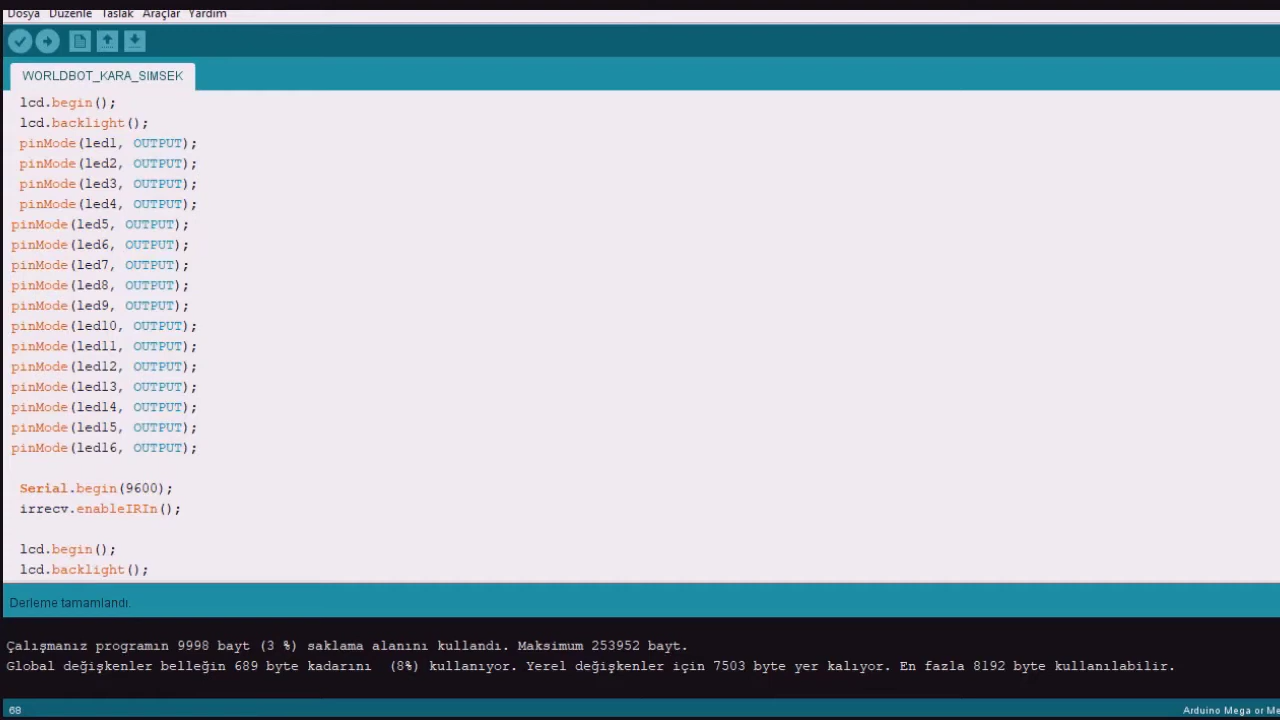 Dosya Düzenle Taslak Araçlar Yardım
WORLDBOT_KARA_SIMSEK
lcd.begin();
lcd.backlight();
pinMode(led1, OUTPUT);
pinMode(led2, OUTPUT);
pinMode(led3, OUTPUT);
pinMode(led4, OUTPUT);
pinMode(led5, OUTPUT);
pinMode(led6, OUTPUT);
pinMode(led7, OUTPUT);
pinMode(led8, OUTPUT);
pinMode(led9, OUTPUT);
pinMode(led10, OUTPUT);
pinMode(led11, OUTPUT);
pinMode(led12, OUTPUT);
pinMode(led13, OUTPUT);
pinMode(led14, OUTPUT);
pinMode(led15, OUTPUT);
pinMode(led16, OUTPUT);
Serial.begin(9600);
irrecv.enableIRIn();
lcd.begin();
lcd.backlight();
Derleme tamamlandı.
Çalışmanız programın 9998 bayt (3 %) saklama alanını kullandı. Maksimum 253952 bayt.
Global değişkenler belleğin 689 byte kadarını (8%) kullanıyor. Yerel değişkenler için 7503 byte yer kalıyor. En fazla 8192 byte kullanılabilir.
68
Arduino Mega or Me